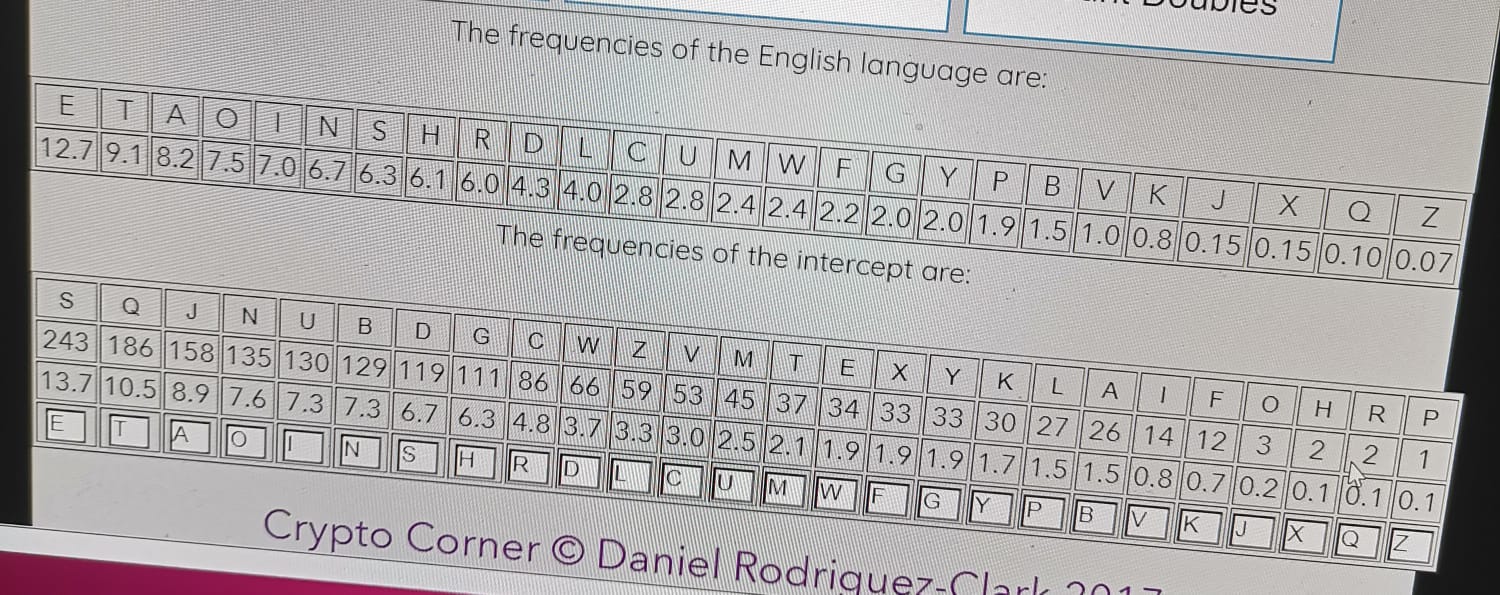 Doubles
The frequencies of the English language are:
E T A O I N S H R D L C U M W F G Y P B V K J X Q Z
12.7 9.1 8.2 7.5 7.0 6.7 6.3 6.1 6.0 4.3 4.0 2.8 2.8 2.4 2.4 2.2 2.0 2.0 1.9 1.5 1.0 0.8 0.15 0.15 0.10 0.07
The frequencies of the intercept are:
S Q J N U B D G C W Z V M T E X Y K L A I F O H R P
243 186 158 135 130 129 119 111 86 66 59 53 45 37 34 33 33 30 27 26 14 12 3 2 2 1
13.7 10.5 8.9 7.6 7.3 7.3 6.7 6.3 4.8 3.7 3.3 3.0 2.5 2.1 1.9 1.9 1.9 1.7 1.5 1.5 0.8 0.7 0.2 0.1 0.1 0.1
E T A O I N S H R D L C U M W F G Y P B V K J X Q Z
Crypto Corner © Daniel Rodriguez-Clark 2017